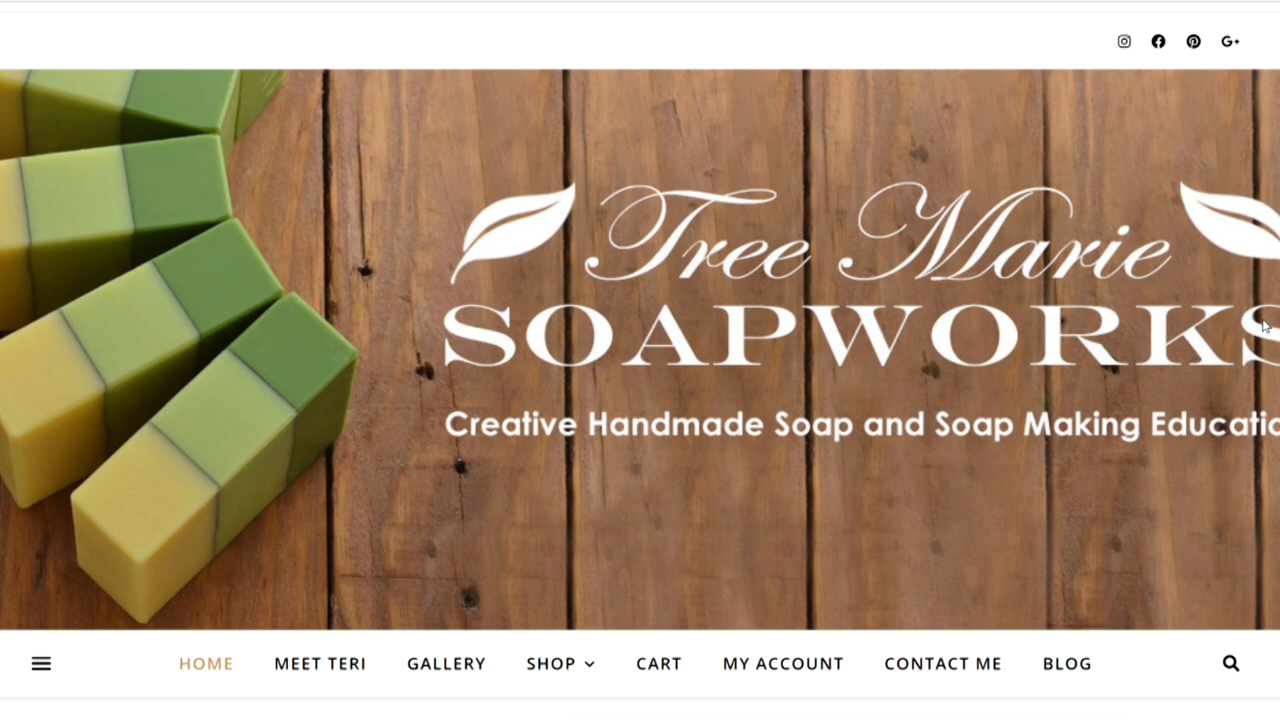 G+
Tree Marie
SOAPWORKS
Creative Handmade Soap and Soap Making Educatio
HOME MEET TERI GALLERY SHOP CART MY ACCOUNT CONTACT ME BLOG